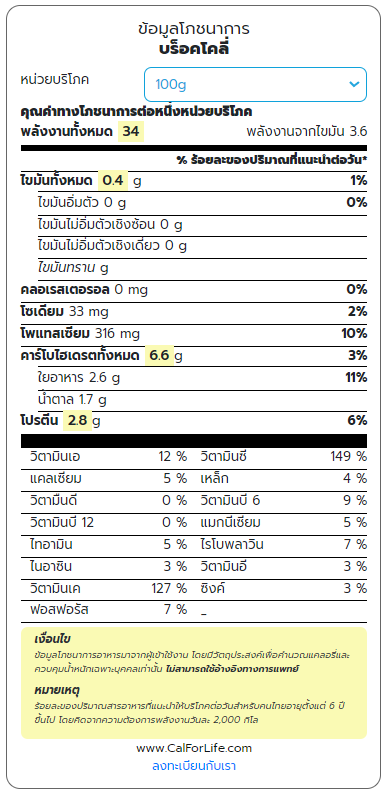 ข้อมูลโภชนาการ
บร็อคโคลี่
หน่วยบริโภค 100g
คุณค่าทางโภชนาการต่อหนึ่งหน่วยบริโภค
พลังงานทั้งหมด 34 พลังงานจากไขมัน 3.6
% ร้อยละของปริมาณที่แนะนำต่อวัน*
ไขมันทั้งหมด 0.4 g 1%
ไขมันอิ่มตัว 0 g 0%
ไขมันไม่อิ่มตัวเชิงซ้อน 0 g
ไขมันไม่อิ่มตัวเชิงเดี่ยว 0 g
ไขมันทราน g
คลอเรสเตอรอล 0 mg 0%
โซเดียม 33 mg 2%
โพแทสเซียม 316 mg 10%
คาร์โบไฮเดรตทั้งหมด 6.6 g 3%
ใยอาหาร 2.6 g 11%
น้ำตาล 1.7 g
โปรตีน 2.8 g 6%
วิตามินเอ 12 % วิตามินซี 149 %
แคลเซียม 5 % เหล็ก 4 %
วิตามืนดี 0 % วิตามินบี 6 9 %
วิตามินบี 12 0 % แมกนีเซียม 5 %
ไทอามิน 5 % ไรโบพลาวิน 7 %
ไนอาซิน 3 % วิตามินอี 3 %
วิตามินเค 127 % ซิงค์ 3 %
ฟอสฟอรัส 7 % _
เงื่อนไข
ข้อมูลโภชนาการอาหารมาจากผู้เข้าใช้งาน โดยมีวัตถุประสงค์เพื่อคำนวณแคลอรี่และ
ควบคุมน้ำหนักเฉพาะบุคคลเท่านั้น ไม่สามารถใช้อ้างอิงทางการแพทย์
หมายเหตุ
ร้อยละของปริมาณสารอาหารที่แนะนำให้บริโภคต่อวันสำหรับคนไทยอายุตั้งแต่ 6 ปี
ขึ้นไป โดยคิดจากความต้องการพลังงานวันละ 2,000 กิโล
www.CalForLife.com
ลงทะเบียนกับเรา